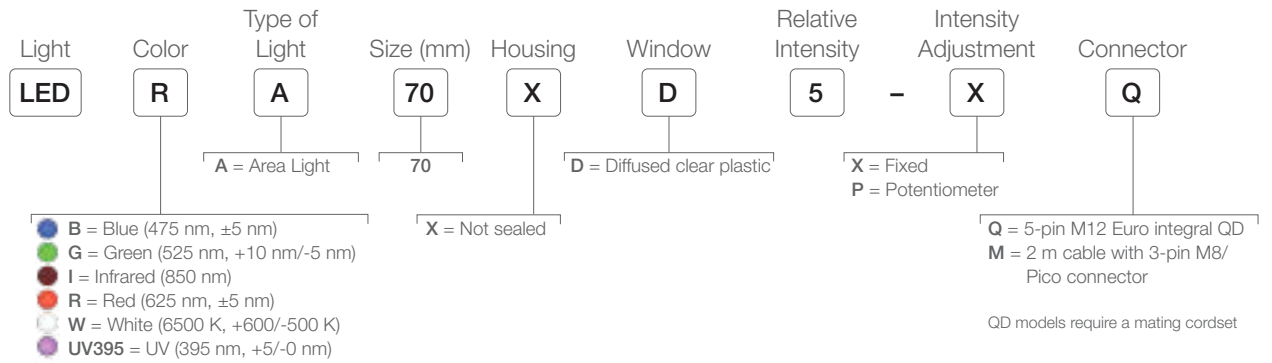 Light
Color
Type of
Light
Size (mm)
Housing
Window
Relative
Intensity
Intensity
Adjustment
Connector
LED
R
A
70
X
D
5
–
X
Q
A = Area Light
70
D = Diffused clear plastic
X = Fixed
P = Potentiometer
B = Blue (475 nm, ±5 nm)
G = Green (525 nm, +10 nm/-5 nm)
I = Infrared (850 nm)
R = Red (625 nm, ±5 nm)
W = White (6500 K, +600/-500 K)
UV395 = UV (395 nm, +5/-0 nm)
X = Not sealed
Q = 5-pin M12 Euro integral QD
M = 2 m cable with 3-pin M8/
Pico connector
QD models require a mating cordset